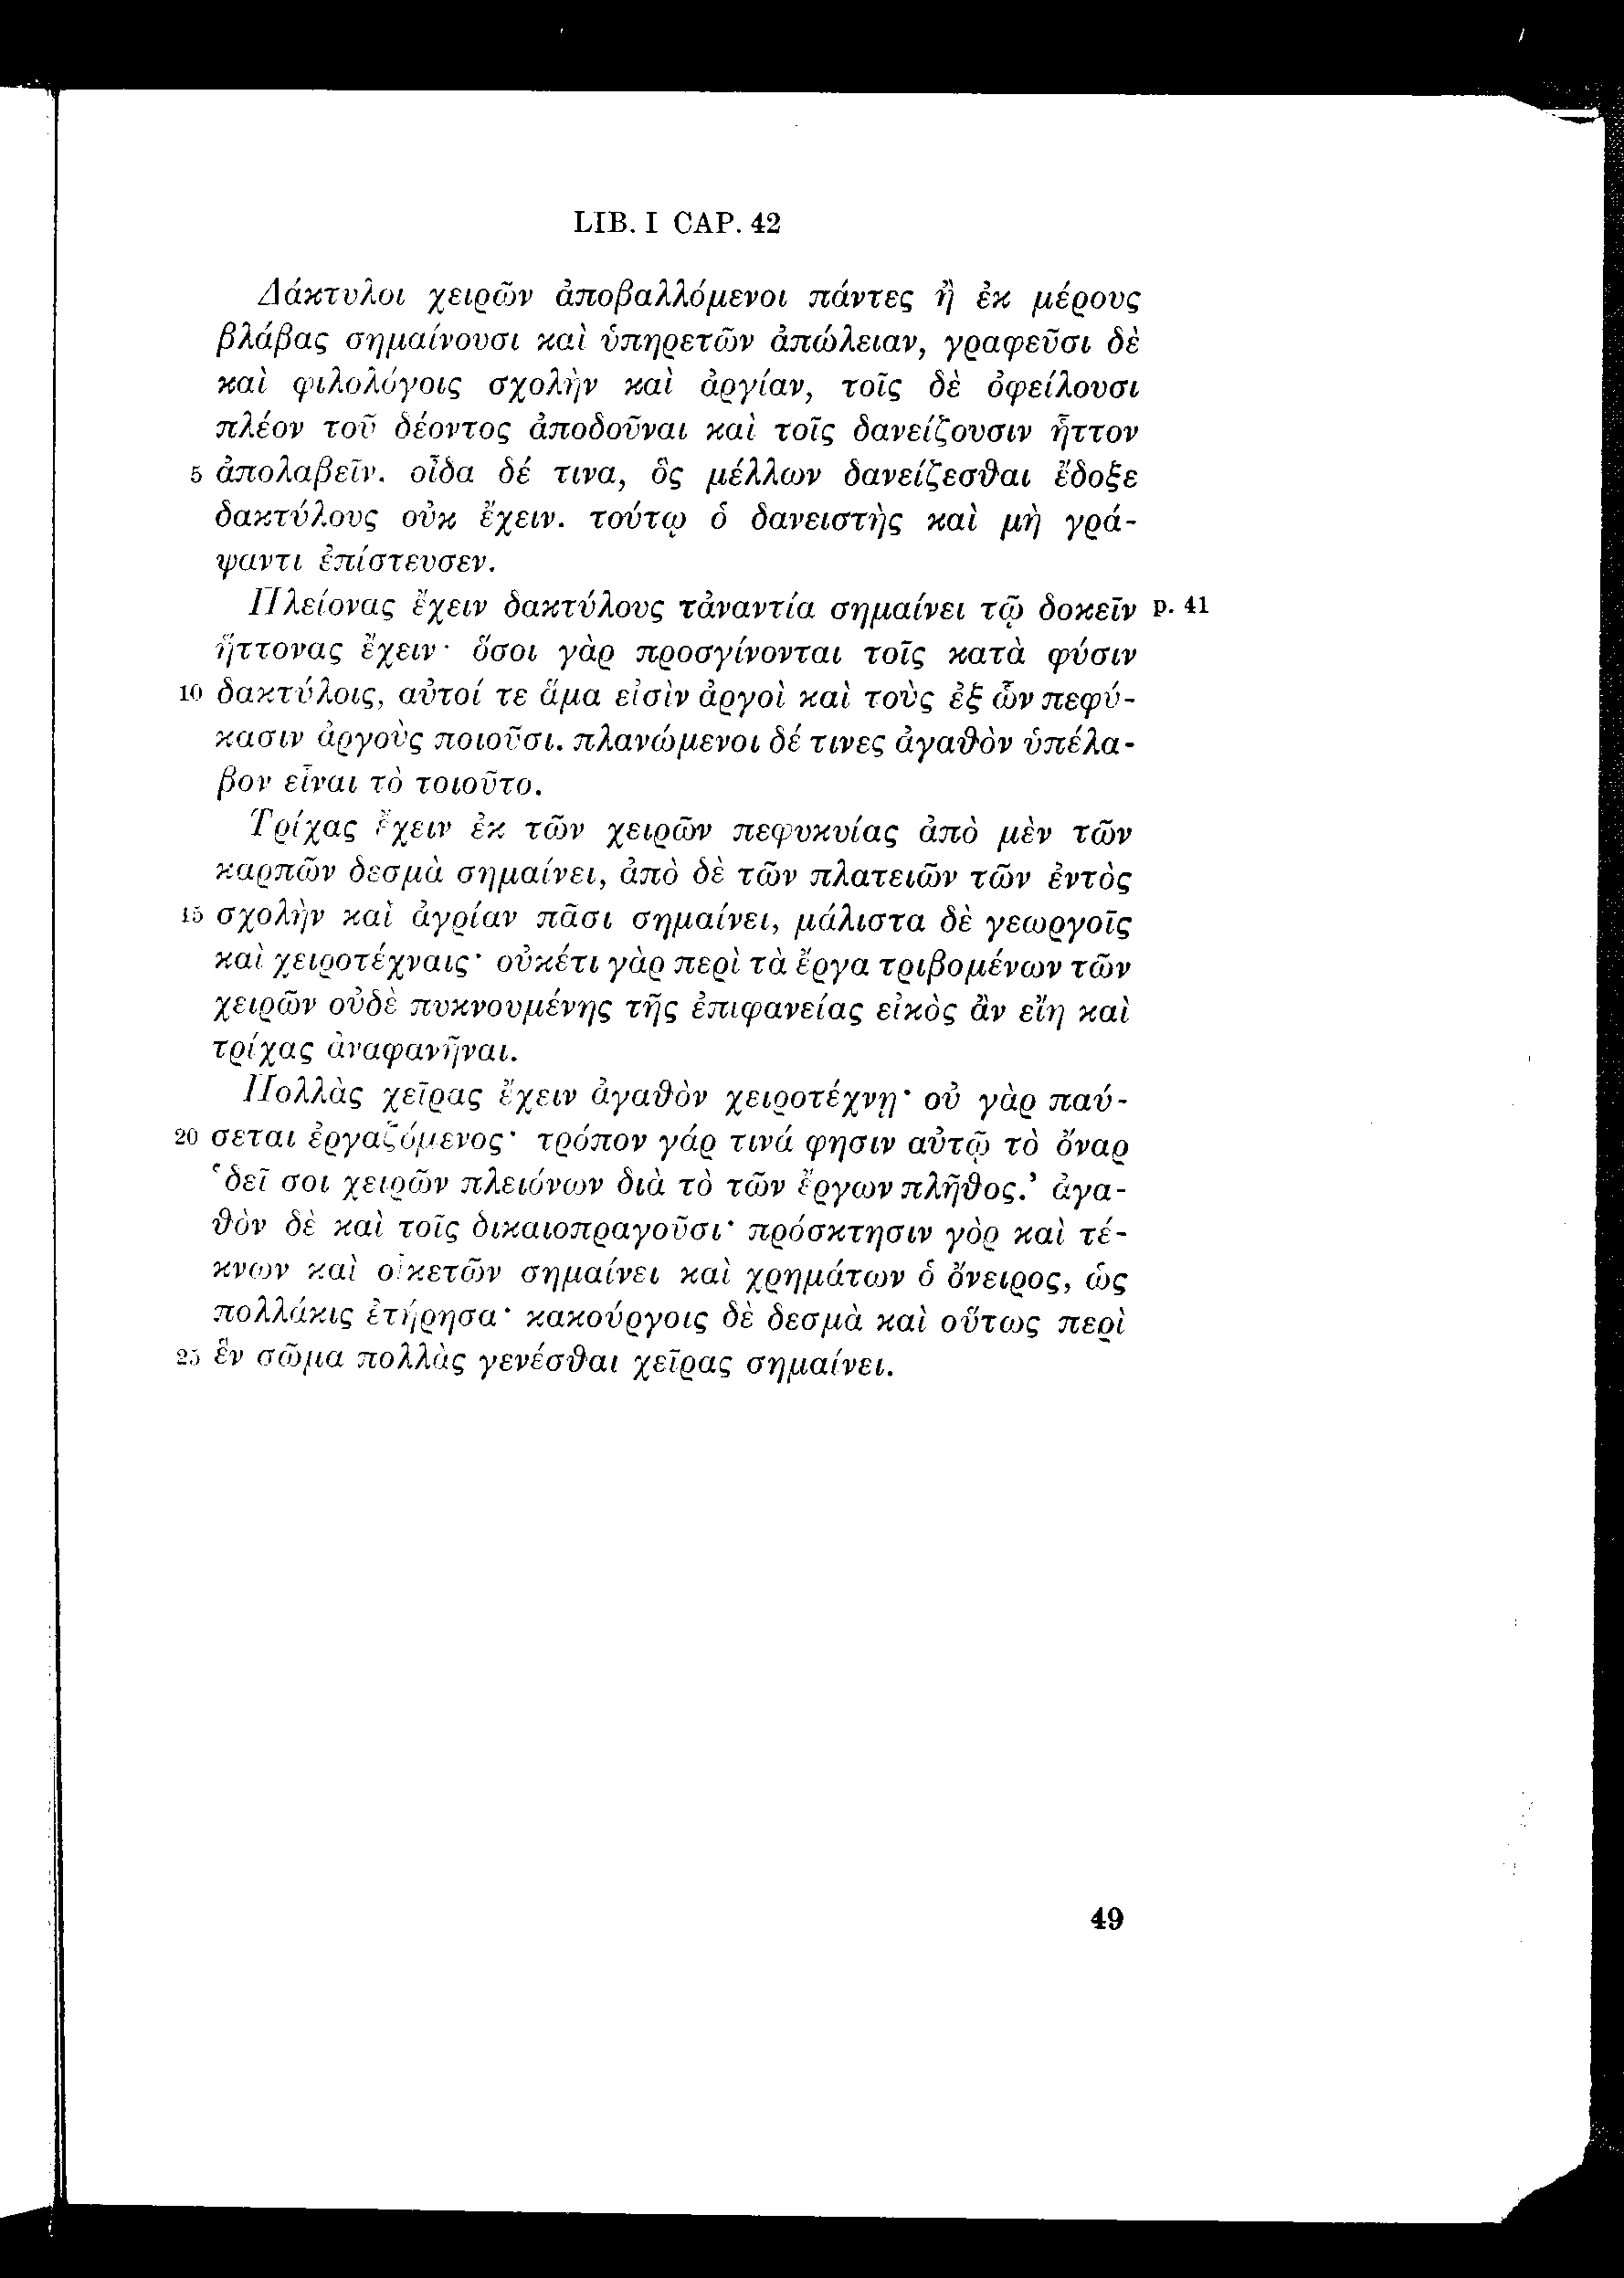 LIB. I CAP. 42
Δάκτυλοι χειρῶν ἀποβαλλόμενοι πάντες ἢ ἐκ μέρους
βλάβας σημαίνουσι καὶ ὑπηρετῶν ἀπώλειαν, γραφεῦσι δὲ
καὶ φιλολόγοις σχολὴν καὶ ἀργίαν, τοῖς δὲ ὀφείλουσι
πλέον τοῦ δέοντος ἀποδοῦναι καὶ τοῖς δανείζουσιν ἧττον
5 ἀπολαβεῖν. οἶδα δέ τινα, ὃς μέλλων δανείζεσθαι ἔδοξε
δακτύλους οὐκ ἔχειν. τούτῳ ὁ δανειστὴς καὶ μὴ γρά-
ψαντι ἐπίστευσεν.
Πλείονας ἔχειν δακτύλους τἀναντία σημαίνει τῷ δοκεῖν p. 41
ἥττονας ἔχειν· ὅσοι γὰρ προσγίνονται τοῖς κατὰ φύσιν
10 δακτύλοις, αὐτοί τε ἅμα εἰσὶν ἀργοὶ καὶ τοὺς ἐξ ὧν πεφύ-
κασιν ἀργοὺς ποιοῦσι. πλανώμενοι δέ τινες ἀγαθὸν ὑπέλα-
βον εἶναι τὸ τοιοῦτο.
Τρίχας ἔχειν ἐκ τῶν χειρῶν πεφυκυίας ἀπὸ μὲν τῶν
καρπῶν δεσμὰ σημαίνει, ἀπὸ δὲ τῶν πλατειῶν τῶν ἐντὸς
15 σχολὴν καὶ ἀγρίαν πᾶσι σημαίνει, μάλιστα δὲ γεωργοῖς
καὶ χειροτέχναις· οὐκέτι γὰρ περὶ τὰ ἔργα τριβομένων τῶν
χειρῶν οὐδὲ πυκνουμένης τῆς ἐπιφανείας εἰκὸς ἂν εἴη καὶ
τρίχας ἀναφανῆναι.
Πολλὰς χεῖρας ἔχειν ἀγαθὸν χειροτέχνῃ· οὐ γὰρ παύ-
20 σεται ἐργαζόμενος· τρόπον γάρ τινά φησιν αὐτῷ τὸ ὄναρ
‘δεῖ σοι χειρῶν πλειόνων διὰ τὸ τῶν ἔργων πλῆθος.’ ἀγα-
θὸν δὲ καὶ τοῖς δικαιοπραγοῦσι· πρόσκτησιν γὸρ καὶ τέ-
κνων καὶ οἰκετῶν σημαίνει καὶ χρημάτων ὁ ὄνειρος, ὡς
πολλάκις ἐτήρησα· κακούργοις δὲ δεσμὰ καὶ οὕτως περὶ
25 ἓν σῶμα πολλὰς γενέσθαι χεῖρας σημαίνει.
49